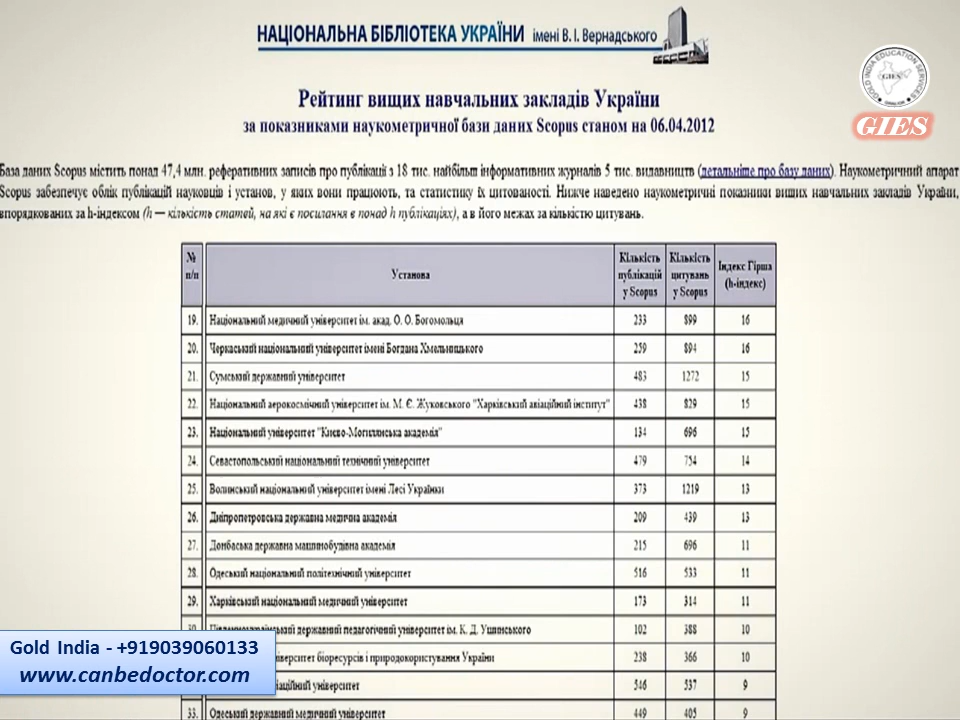 НАЦІОНАЛЬНА БІБЛІОТЕКА УКРАЇНИ імені В. І. Вернадського
GOLD INDIA EDUCATION SERVICES
GIES
GIES
Рейтинг вищих навчальних закладів України
за показниками наукометричної бази даних Scopus станом на 06.04.2012
База даних Scopus містить понад 47,4 млн. реферативних записів про публікації з 18 тис. найбільш інформативних журналів 5 тис. видавництв (детальніше про базу даних). Наукометричний апарат
Scopus забезпечує облік публікацій науковців і установ, у яких вони працюють, та статистику їх цитованості. Нижче наведено наукометричні показники вищих навчальних закладів України,
впорядкованих за h-індексом (h — кількість статей, на які є посилання в понад h публікаціях), а в його межах за кількістю цитувань.
№ п/п Установа Кількість публікацій у Scopus Кількість цитувань у Scopus Індекс Гірша (h-індекс)
19. Національний медичний університет ім. акад. О. О. Богомольця 233 899 16
20. Черкаський національний університет імені Богдана Хмельницького 259 894 16
21. Сумський державний університет 483 1272 15
22. Національний аерокосмічний університет ім. М. Є. Жуковського "Харківський авіаційний інститут" 438 829 15
23. Національний університет "Києво-Могилянська академія" 134 696 15
24. Севастопольський національний технічний університет 479 754 14
25. Волинський національний університет імені Лесі Українки 373 1219 13
26. Дніпропетровська державна медична академія 209 439 13
27. Донбаська державна машинобудівна академія 215 696 11
28. Одеський національний політехнічний університет 516 533 11
29. Харківський національний медичний університет 173 314 11
державний педагогічний університет ім. К. Д. Ушинського 102 388 10
біоресурсів і природокористування України 238 366 10
університет 546 537 9
33. Одеський державний медичний університет 449 405 9
Gold India - +919039060133
www.canbedoctor.com